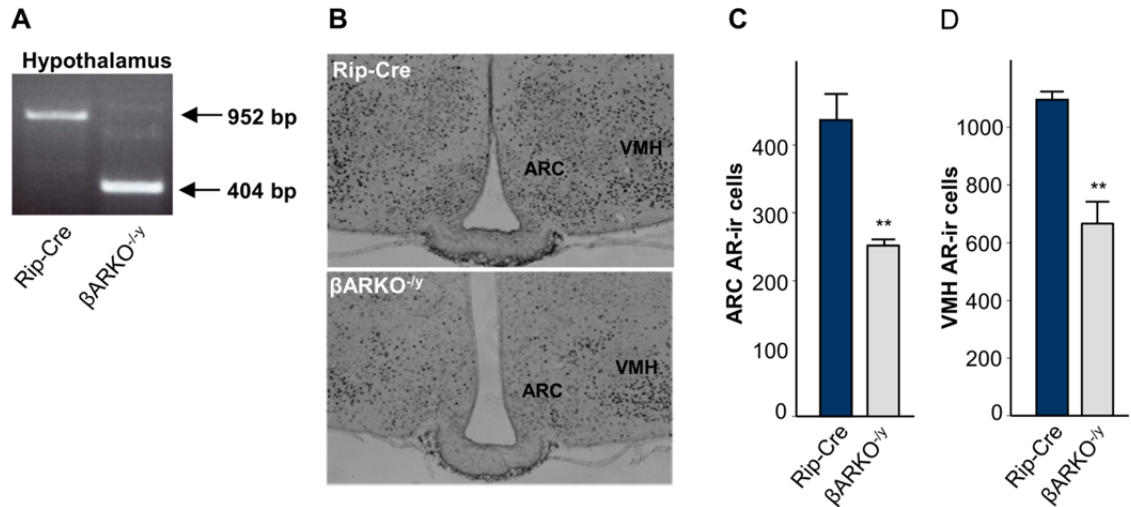 A
Hypothalamus
952 bp
404 bp
Rip-Cre
βARKO-/-y
B
Rip-Cre
VMH
ARC
βARKO-/y
VMH
ARC
C
ARC AR-ir cells
400
300
200
100
0
**
Rip-Cre
βARKO-/y
D
VMH AR-ir cells
1000
800
600
400
200
0
**
Rip-Cre
βARKO-/y